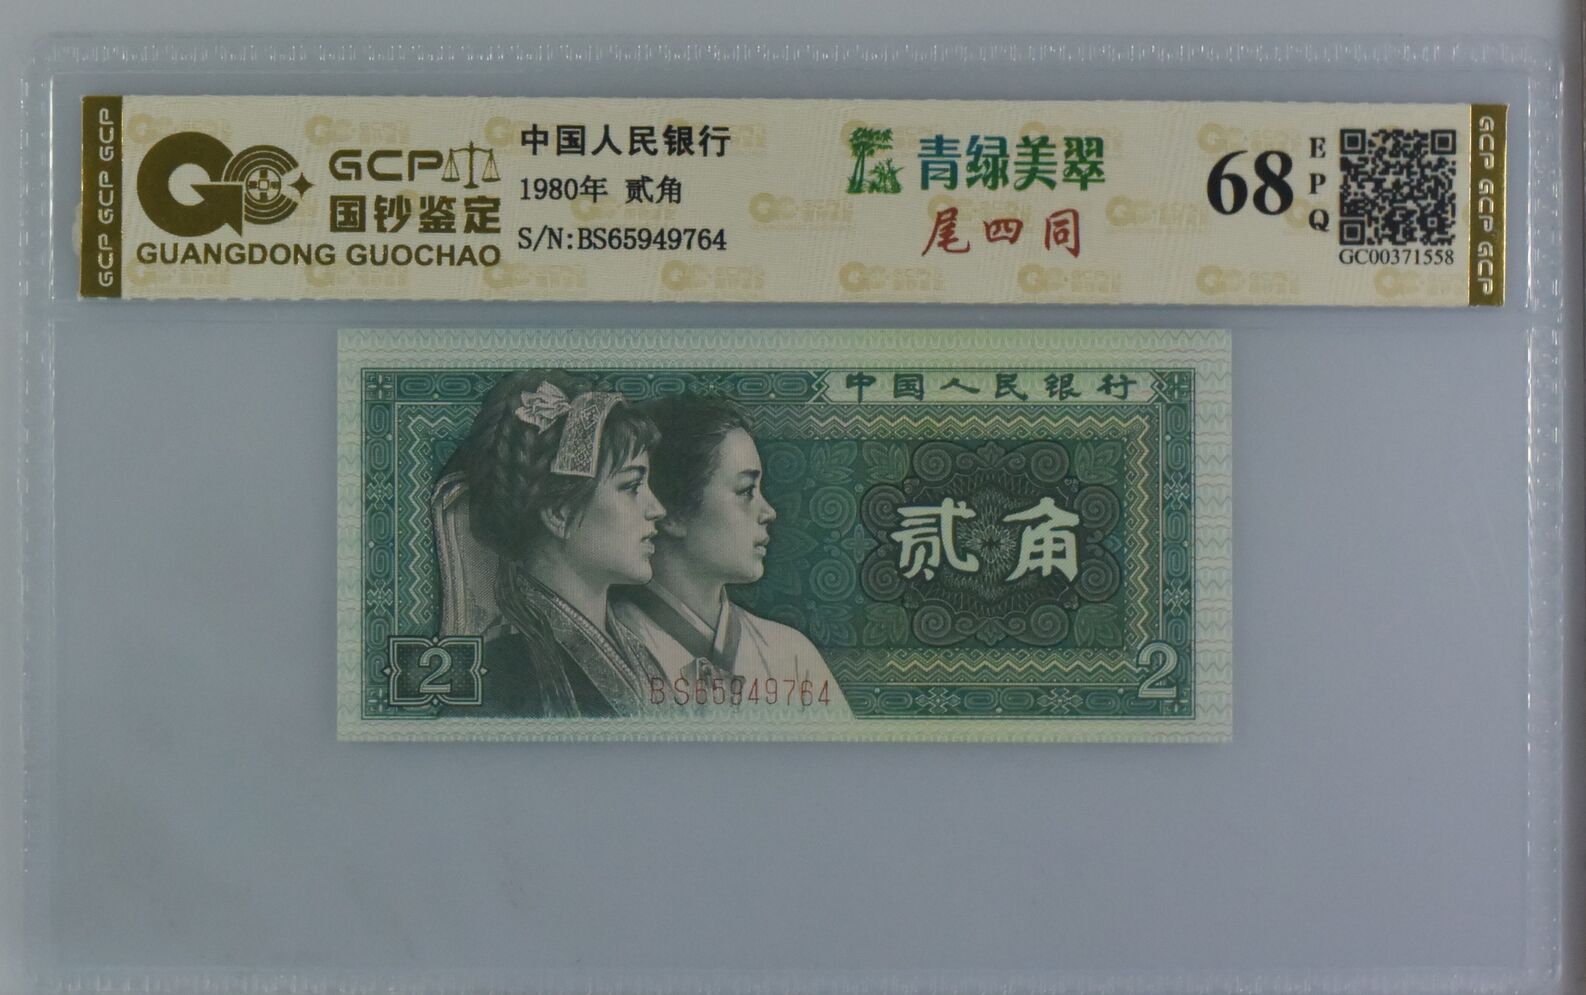 GCP GCP GCP
GCP
国钞鉴定
GUANGDONG GUOCHAO
中国人民银行
1980年 贰角
S/N:BS65949764
青绿美翠
尾四同
68
EPQ
GC00371558
GCP GCP GCP
中国人民银行
贰角
2
BS65949764
2